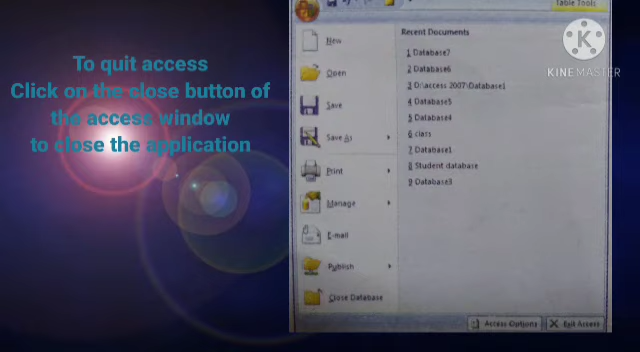 To quit access
Click on the close button of
the access window
to close the application
Table Tools
New
Open
Save
Save As
Print
Manage
E-mail
Publish
Close Database
Recent Documents
1 Database7
2 Database6
3 D:\access 2007\Database1
4 Database5
5 Database4
6 class
7 Database1
8 Student database
9 Database3
Access Options
X Exit Access
KINEMASTER